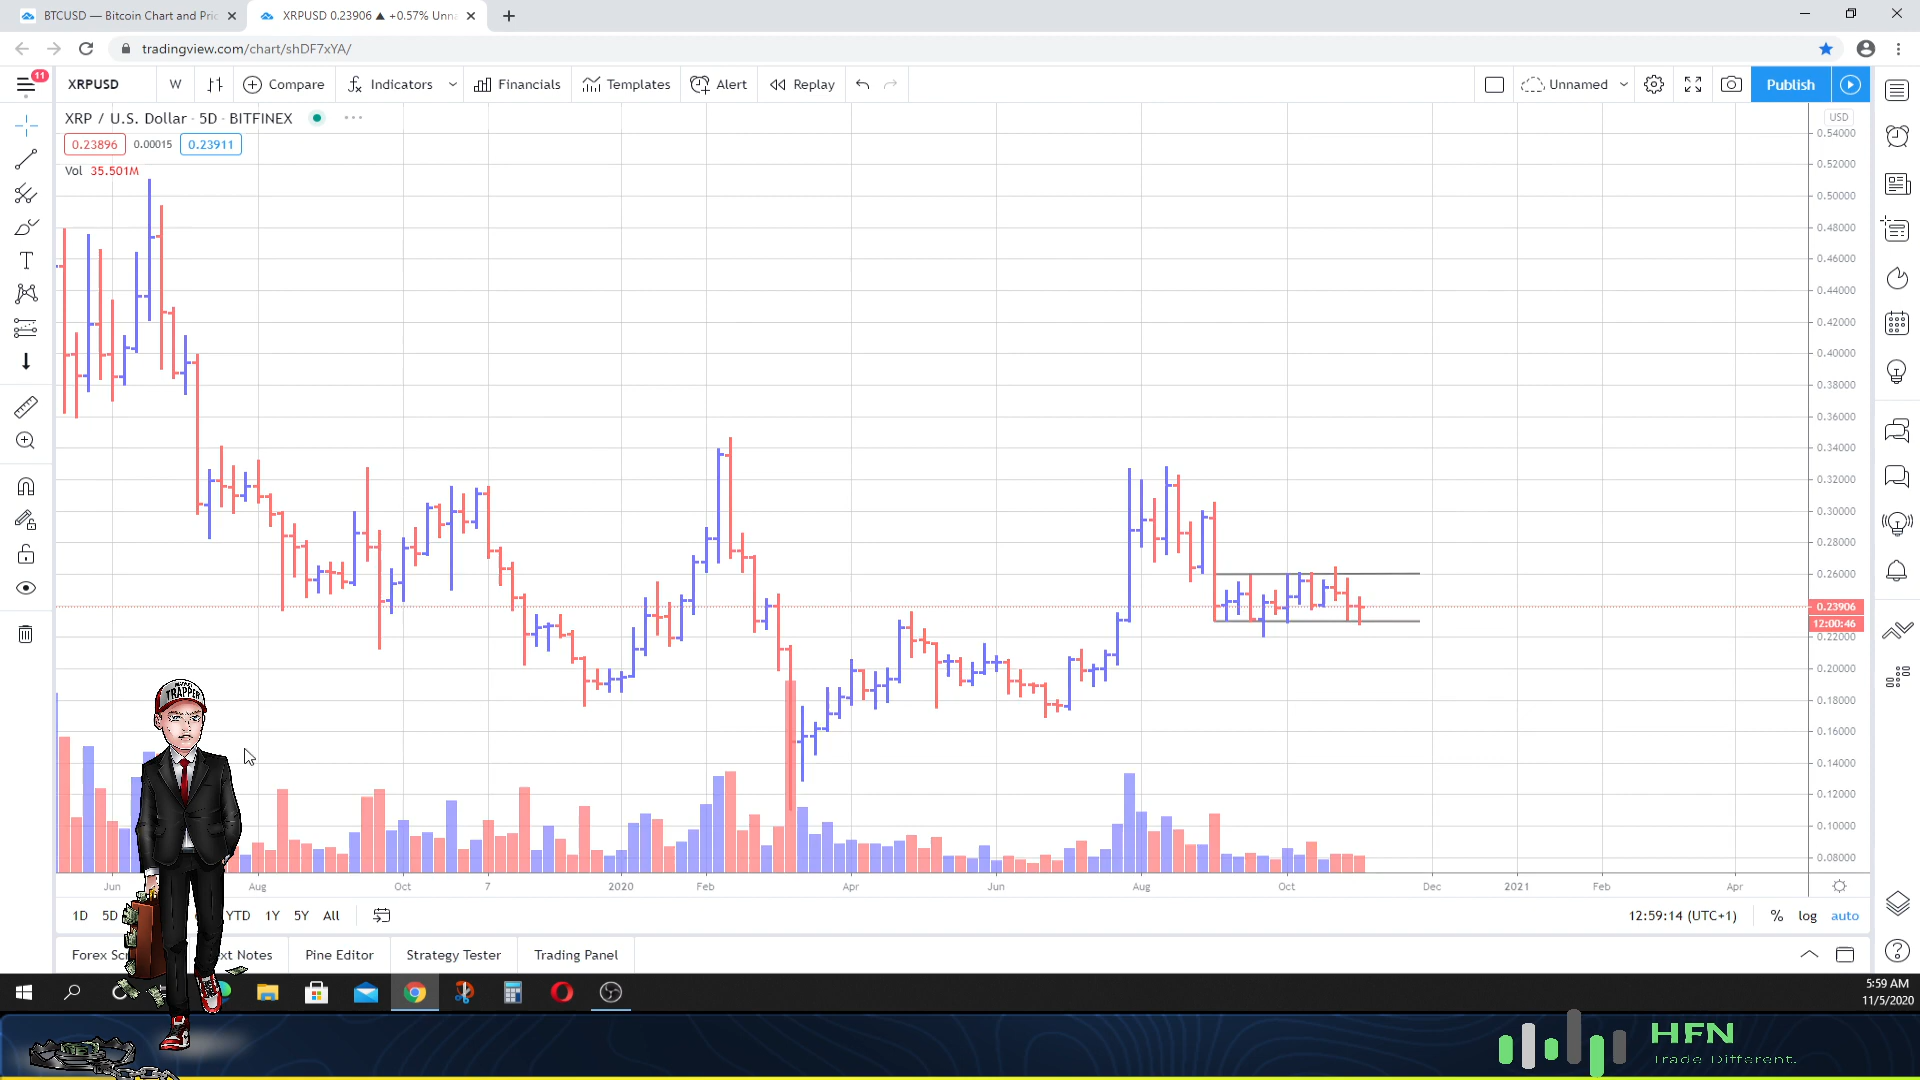 BTCUSD — Bitcoin Chart and Pric
XRPUSD 0.23906 ▲ +0.57% Unna
tradingview.com/chart/shDF7xYA/
11
XRPUSD
W
Compare
Indicators
Financials
Templates
Alert
Replay
Unnamed
Publish
XRP / U.S. Dollar · 5D · BITFINEX
0.23896
0.00015
0.23911
Vol 35.501M
USD
0.54000
0.52000
0.50000
0.48000
0.46000
0.44000
0.42000
0.40000
0.38000
0.36000
0.34000
0.32000
0.30000
0.28000
0.26000
0.23906
12:00:46
0.22000
0.20000
0.18000
0.16000
0.14000
0.12000
0.10000
0.08000
TRAPPER
Jun
Aug
Oct
7
2020
Feb
Apr
Jun
Aug
Oct
Dec
2021
Feb
Apr
1D
5D
YTD
1Y
5Y
All
12:59:14 (UTC+1)
%
log
auto
Forex Sc
xt Notes
Pine Editor
Strategy Tester
Trading Panel
5:59 AM
11/5/2020
HFN
Trade Different.